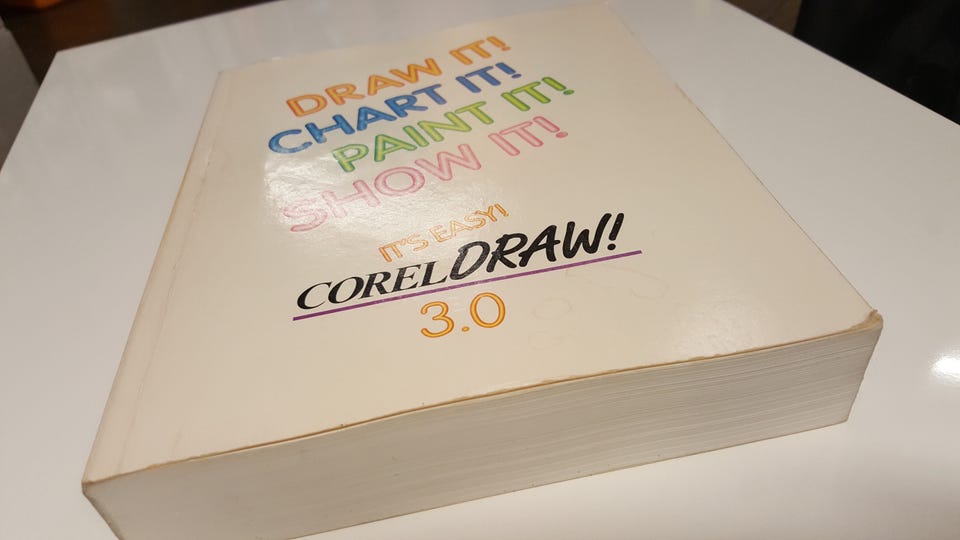 DRAW IT!
CHART IT!
PAINT IT!
SHOW IT!
IT'S EASY!
CORELDRAW!
3.0